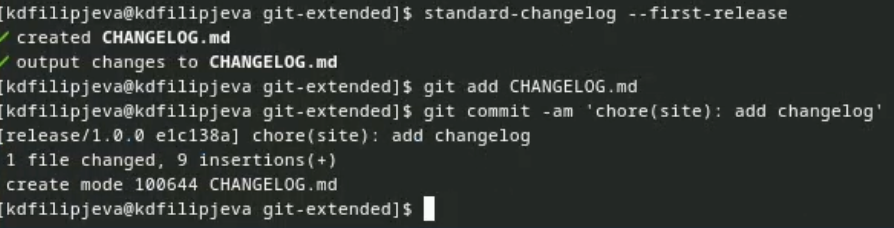 [kdfilipjeva@kdfilipjeva git-extended]$ standard-changelog --first-release
✓ created CHANGELOG.md
✓ output changes to CHANGELOG.md
[kdfilipjeva@kdfilipjeva git-extended]$ git add CHANGELOG.md
[kdfilipjeva@kdfilipjeva git-extended]$ git commit -am 'chore(site): add changelog'
[release/1.0.0 e1c138a] chore(site): add changelog
1 file changed, 9 insertions(+)
create mode 100644 CHANGELOG.md
[kdfilipjeva@kdfilipjeva git-extended]$